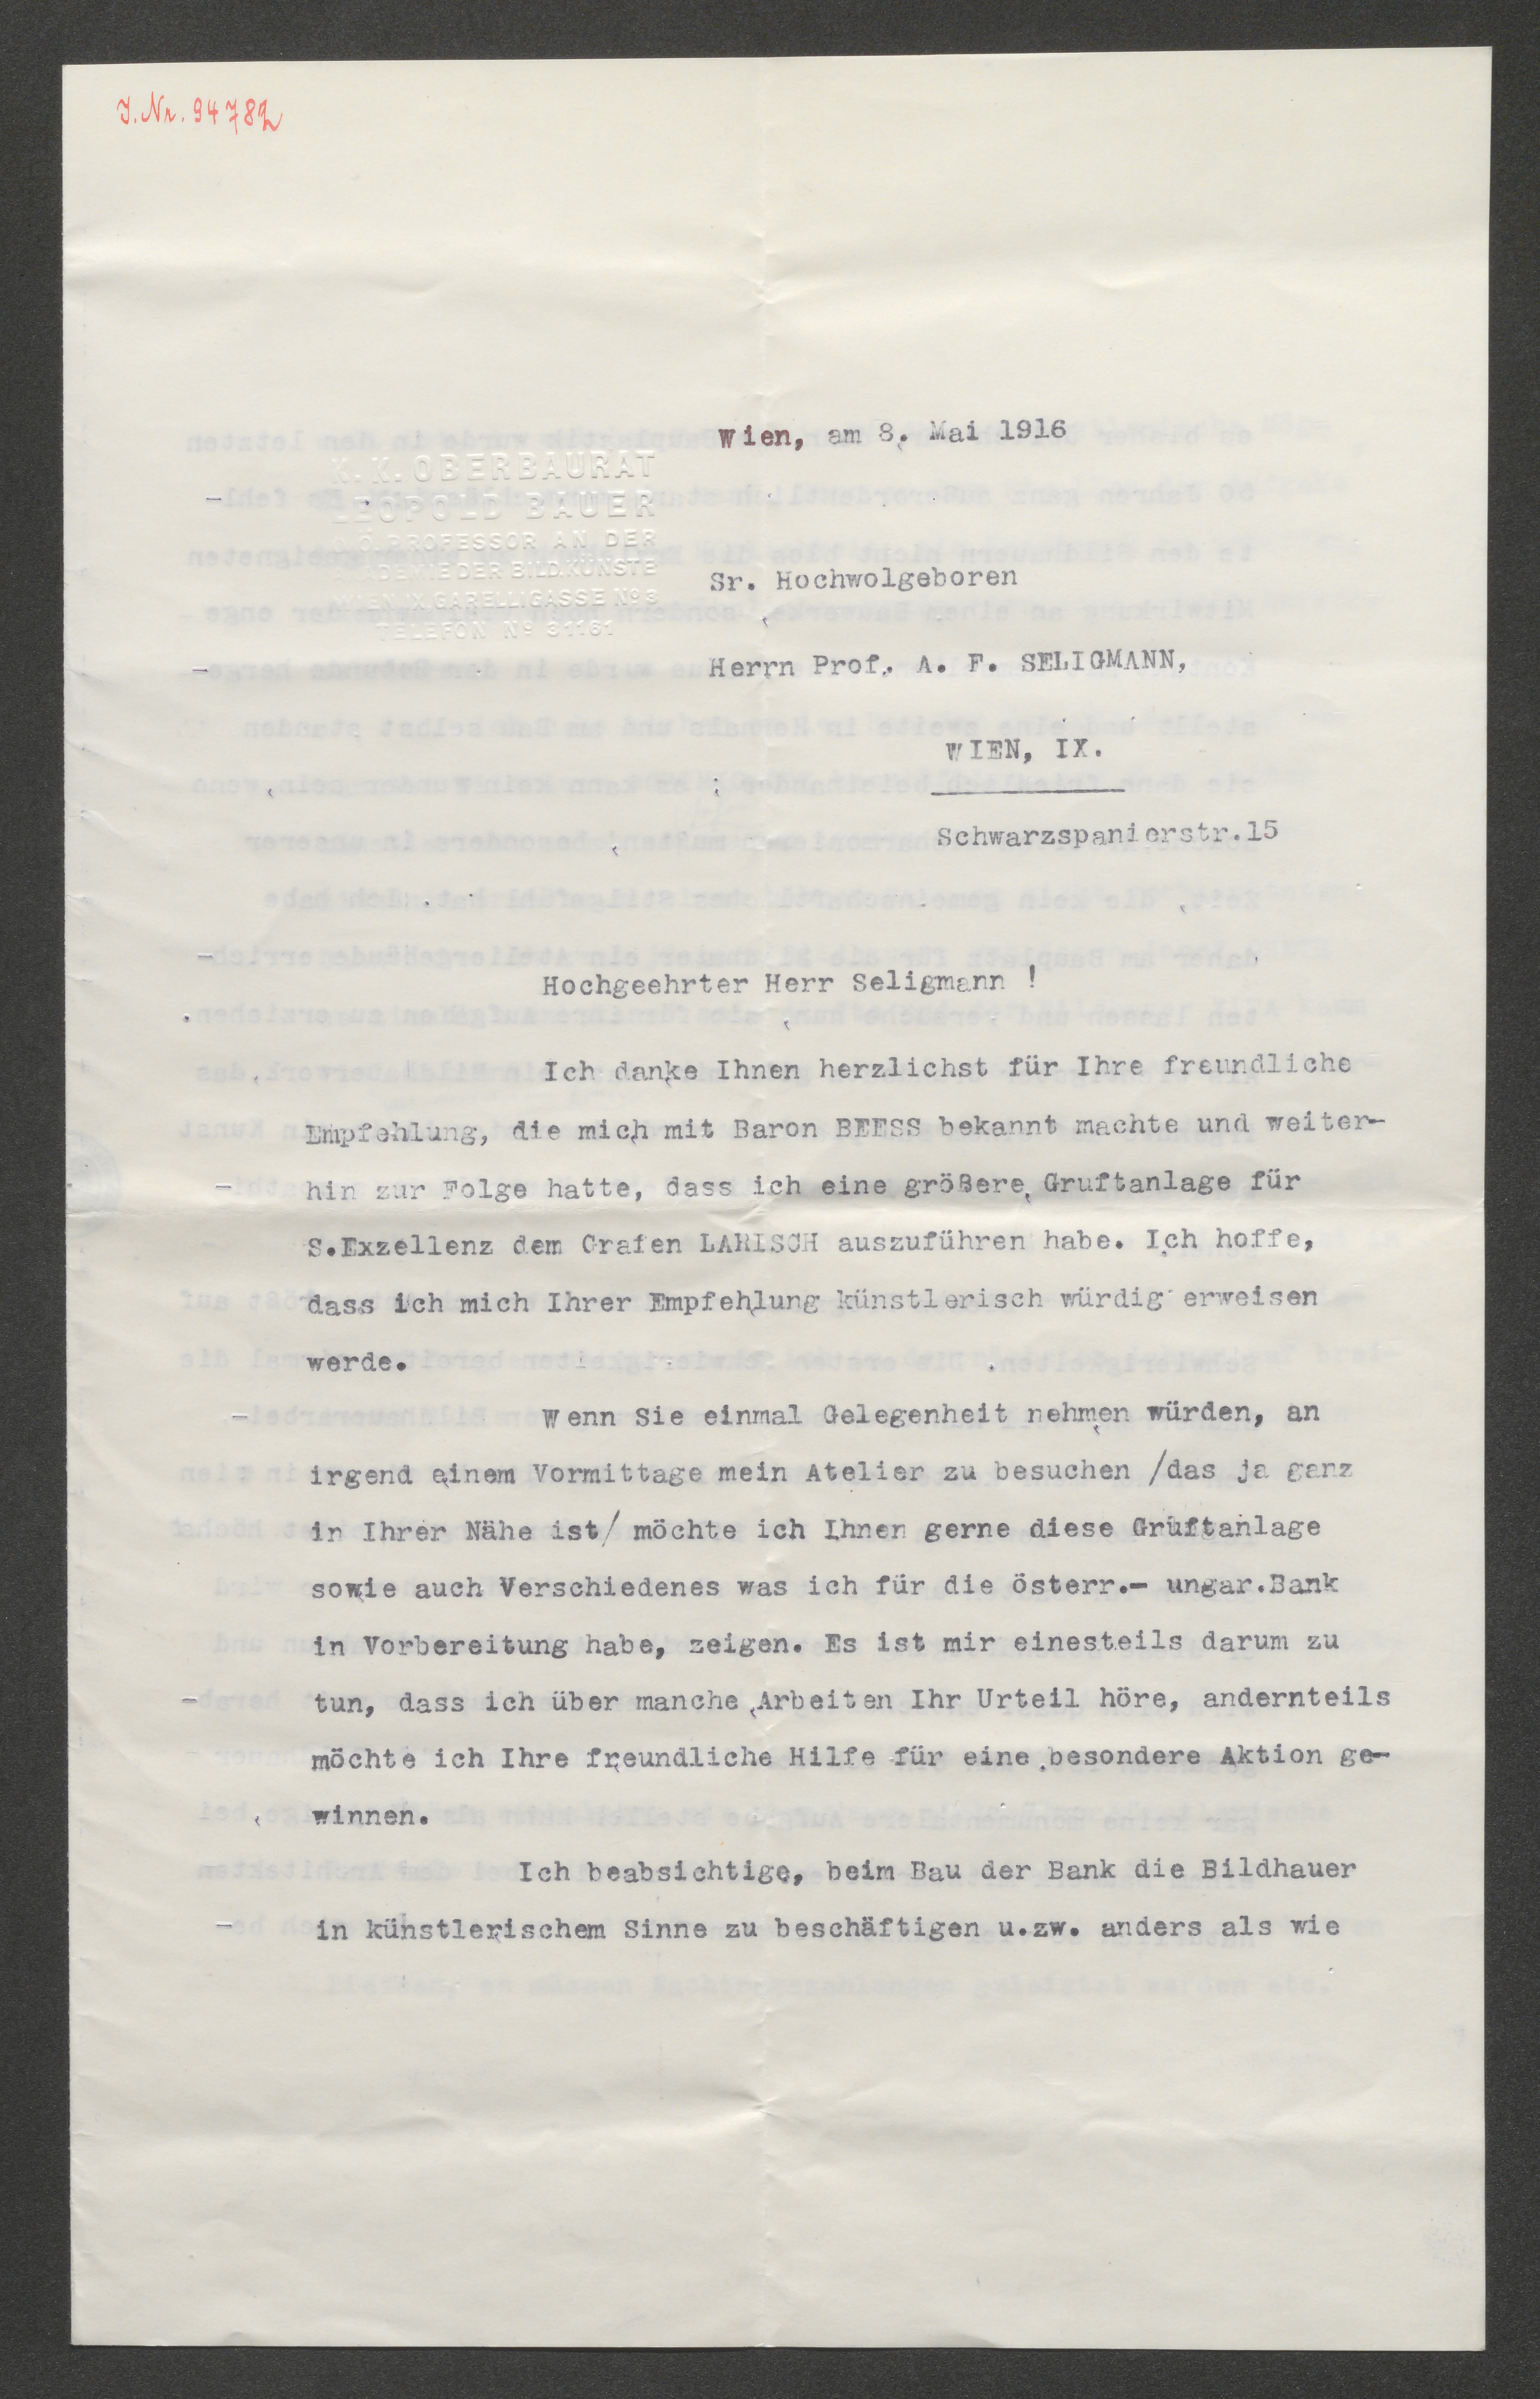 J.Nr. 94782
Wien, am 8. Mai 1916
K. K. OBERBAURAT
LEOPOLD BAUER
O.Ö. PROFESSOR AN DER
AKADEMIE DER BILD. KÜNSTE
WIEN IX. GARELLIGASSE Nº 3
TELEFON Nº 31161
Sr. Hochwolgeboren
Herrn Prof. A. F. SELIGMANN,
WIEN, IX.
Schwarzspanierstr.15
Hochgeehrter Herr Seligmann !
Ich danke Ihnen herzlichst für Ihre freundliche
Empfehlung, die mich mit Baron BEESS bekannt machte und weiter-
hin zur Folge hatte, dass ich eine größere Gruftanlage für
S.Exzellenz dem Grafen LARISCH auszuführen habe. Ich hoffe,
dass ich mich Ihrer Empfehlung künstlerisch würdig erweisen
werde.
Wenn Sie einmal Gelegenheit nehmen würden, an
irgend einem Vormittage mein Atelier zu besuchen /das ja ganz
in Ihrer Nähe ist/ möchte ich Ihnen gerne diese Gruftanlage
sowie auch Verschiedenes was ich für die österr.- ungar.Bank
in Vorbereitung habe, zeigen. Es ist mir einesteils darum zu
tun, dass ich über manche Arbeiten Ihr Urteil höre, andernteils
möchte ich Ihre freundliche Hilfe für eine besondere Aktion ge-
winnen.
Ich beabsichtige, beim Bau der Bank die Bildhauer
in künstlerischem Sinne zu beschäftigen u.zw. anders als wie